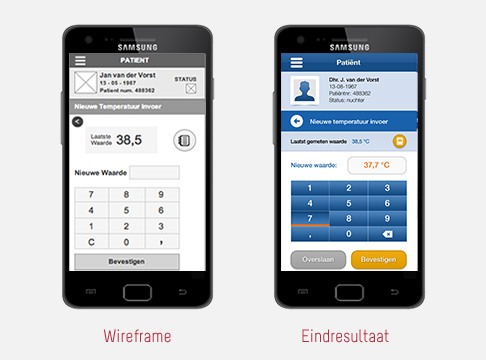 SAMSUNG
PATIENT
Jan van der Vorst
13 - 05 - 1967
Patient num. 488362
STATUS
Nieuwe Temperatuur Invoer
Laatste Waarde 38,5
Nieuwe Waarde
7 8 9
4 5 6
1 2 3
C 0 ,
Bevestigen
Wireframe
SAMSUNG
Patiënt
Dhr. J. van der Vorst
13-08-1967
Patiëntnr: 488362
Status: nuchter
Nieuwe temperatuur invoer
Laatst gemeten waarde 38,5 °C
Nieuwe waarde: 37,7 °C
1 2 3
4 5 6
7 8 9
, 0
Overslaan Bevestigen
Eindresultaat